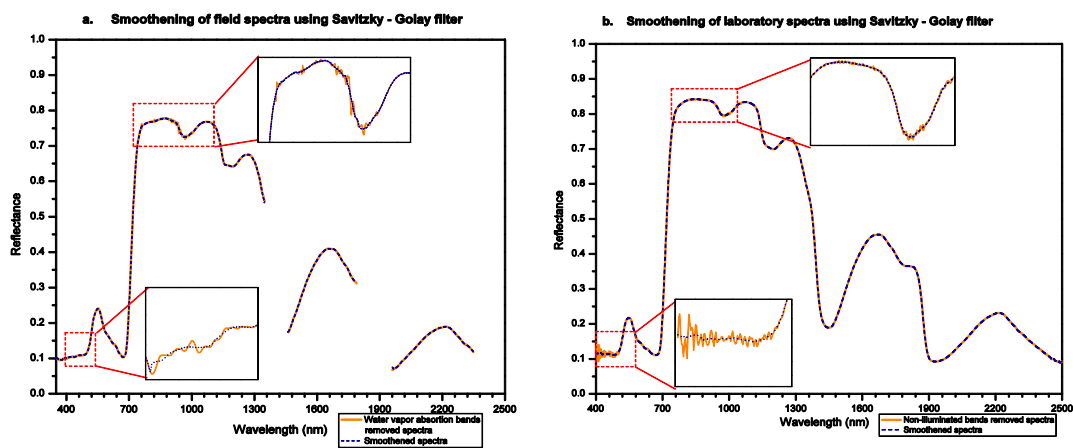 a. Smoothening of field spectra using Savitzky - Golay filter
1.0
0.9
0.8
0.7
0.6
0.5
0.4
0.3
0.2
0.1
0.0
Reflectance
400 700 1000 1300 1600 1900 2200 2500
Wavelength (nm)
Water vapor absortion bands
removed spectra
Smoothened spectra
b. Smoothening of laboratory spectra using Savitzky - Golay filter
1.0
0.9
0.8
0.7
0.6
0.5
0.4
0.3
0.2
0.1
0.0
Reflectance
400 700 1000 1300 1600 1900 2200 2500
Wavelength (nm)
Non-illuminated bands removed spectra
Smoothened spectra